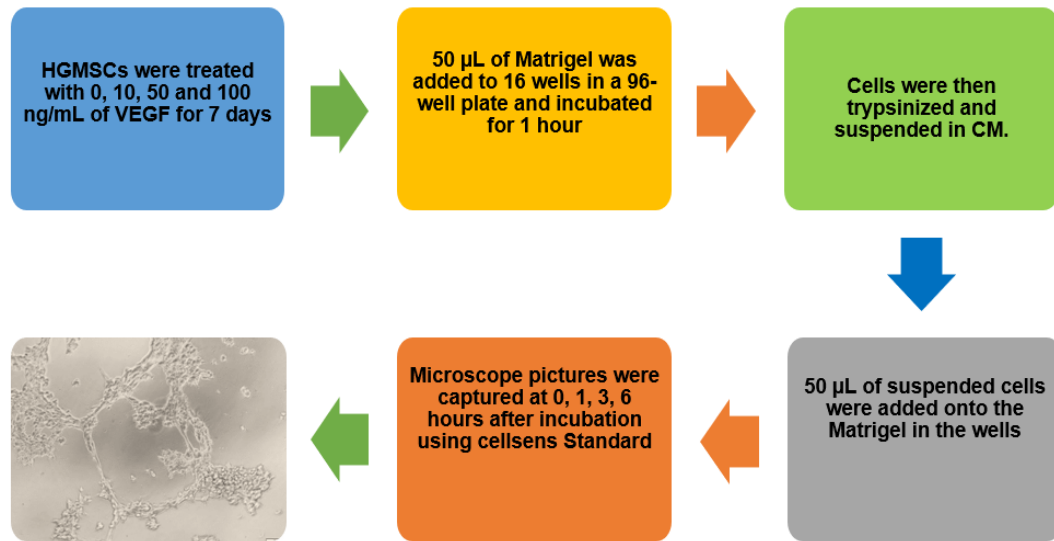 HGMSCs were treated
with 0, 10, 50 and 100
ng/mL of VEGF for 7 days
50 µL of Matrigel was
added to 16 wells in a 96-
well plate and incubated
for 1 hour
Cells were then
trypsinized and
suspended in CM.
50 µL of suspended cells
were added onto the
Matrigel in the wells
Microscope pictures were
captured at 0, 1, 3, 6
hours after incubation
using cellsens Standard